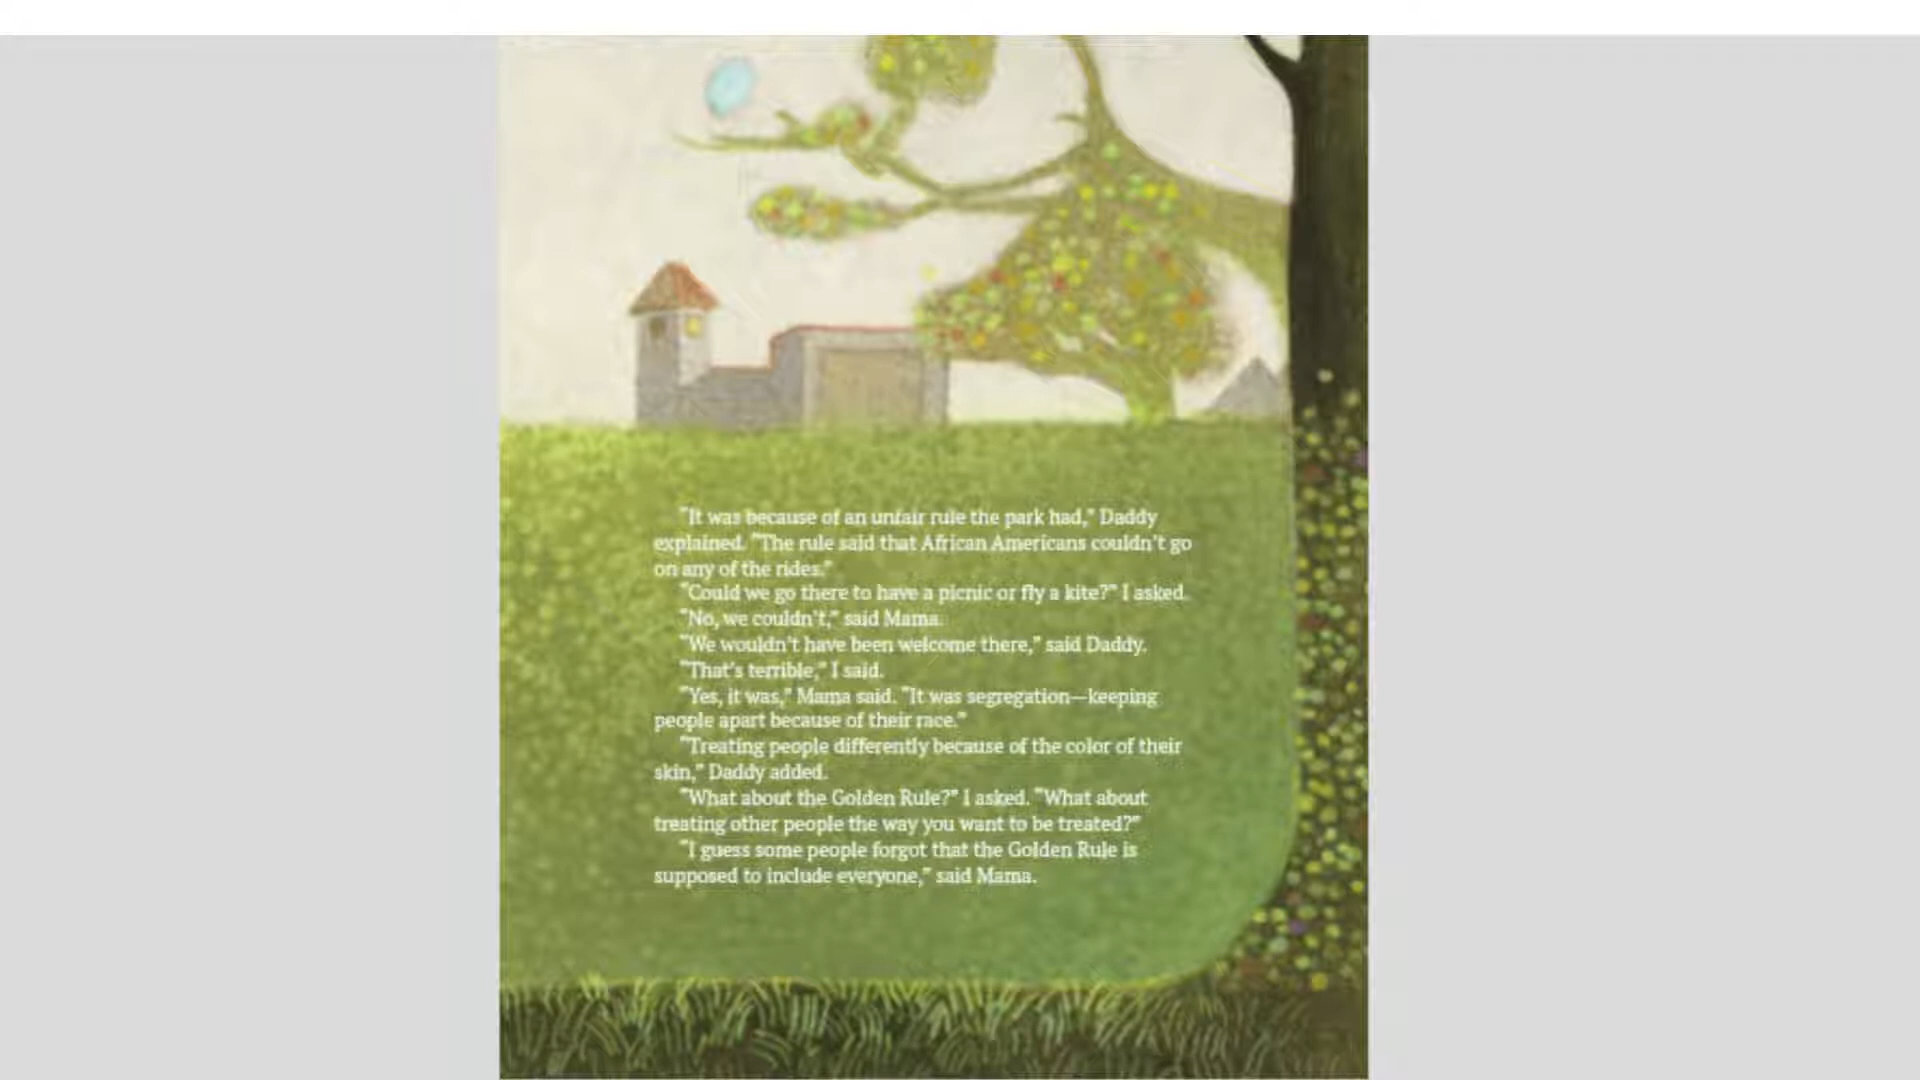 "It was because of an unfair rule the park had," Daddy
explained. "The rule said that African Americans couldn't go
on any of the rides."
"Could we go there to have a picnic or fly a kite?" I asked.
"No, we couldn't," said Mama.
"We wouldn't have been welcome there," said Daddy.
"That's terrible," I said.
"Yes, it was," Mama said. "It was segregation—keeping
people apart because of their race."
"Treating people differently because of the color of their
skin," Daddy added.
"What about the Golden Rule?" I asked. "What about
treating other people the way you want to be treated?"
"I guess some people forgot that the Golden Rule is
supposed to include everyone," said Mama.